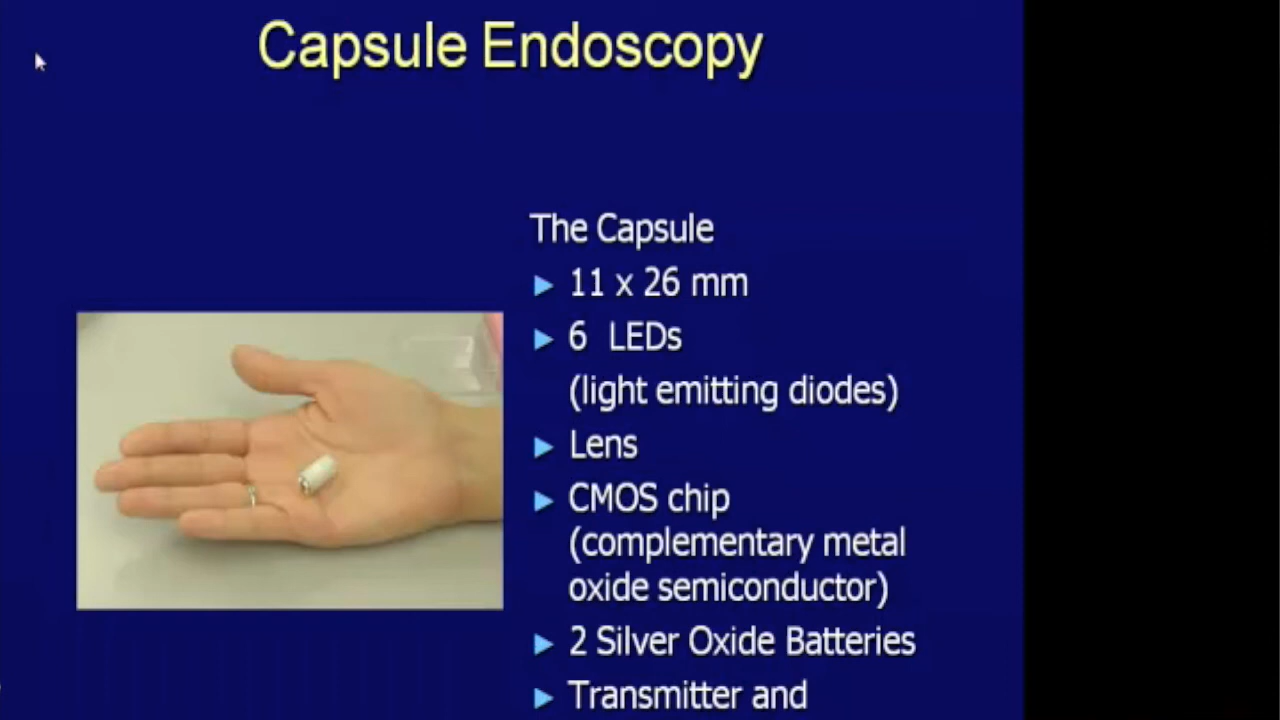 Capsule Endoscopy
The Capsule
11 x 26 mm
6 LEDs
(light emitting diodes)
Lens
CMOS chip
(complementary metal
oxide semiconductor)
2 Silver Oxide Batteries
Transmitter and